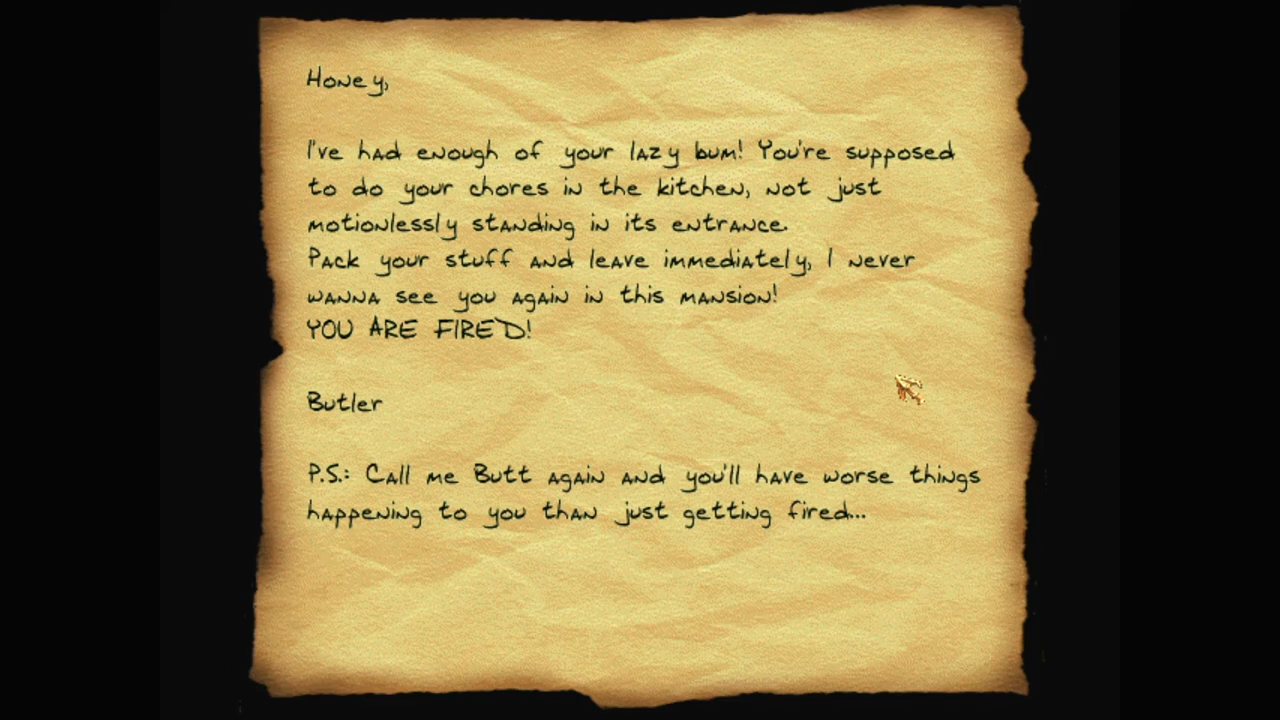 Honey,
I've had enough of your lazy bum! You're supposed
to do your chores in the kitchen, not just
motionlessly standing in its entrance.
Pack your stuff and leave immediately, I never
wanna see you again in this mansion!
YOU ARE FIRED!
Butler
P.S.: Call me Butt again and you'll have worse things
happening to you than just getting fired...